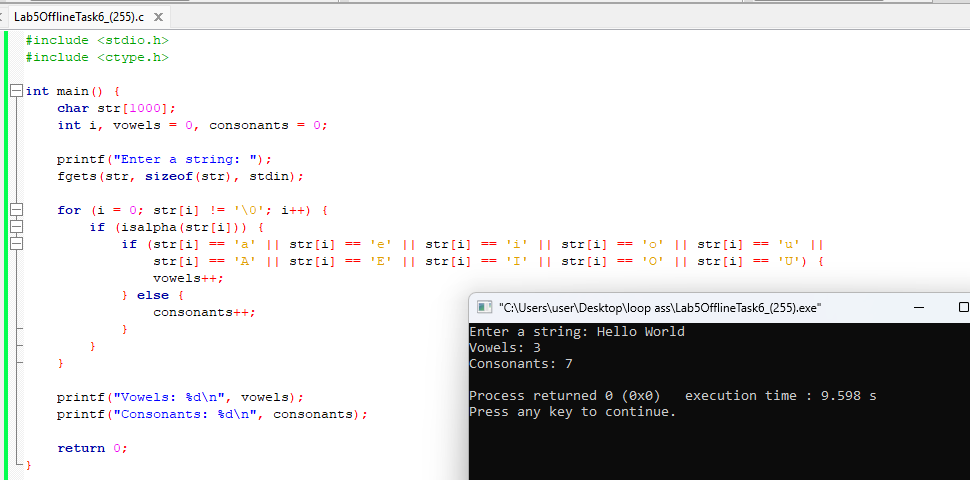 Lab5OfflineTask6_(255).c
#include <stdio.h>
#include <ctype.h>
int main() {
char str[1000];
int i, vowels = 0, consonants = 0;
printf("Enter a string: ");
fgets(str, sizeof(str), stdin);
for (i = 0; str[i] != '\0'; i++) {
if (isalpha(str[i])) {
if (str[i] == 'a' || str[i] == 'e' || str[i] == 'i' || str[i] == 'o' || str[i] == 'u' ||
str[i] == 'A' || str[i] == 'E' || str[i] == 'I' || str[i] == 'O' || str[i] == 'U') {
vowels++;
} else {
consonants++;
}
}
}
printf("Vowels: %d\n", vowels);
printf("Consonants: %d\n", consonants);
return 0;
}
"C:\Users\user\Desktop\loop ass\Lab5OfflineTask6_(255).exe"
Enter a string: Hello World
Vowels: 3
Consonants: 7
Process returned 0 (0x0) execution time : 9.598 s
Press any key to continue.